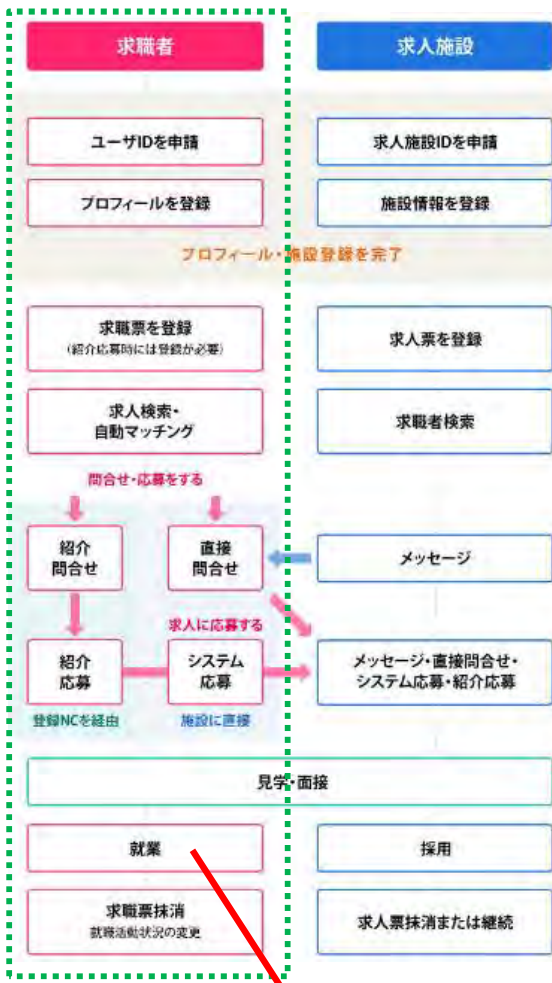 求職者
求人施設
ユーザIDを申請
求人施設IDを申請
プロフィールを登録
施設情報を登録
プロフィール・施設登録を完了
求職票を登録
(紹介応募時には登録が必要)
求人票を登録
求人検索・
自動マッチング
求職者検索
問合せ・応募をする
紹介
問合せ
直接
問合せ
メッセージ
求人に応募する
紹介
応募
システム
応募
メッセージ・直接問合せ・
システム応募・紹介応募
登録NCを経由
施設に直接
見学・面接
就業
採用
求職票抹消
就職活動状況の変更
求人票抹消または継続